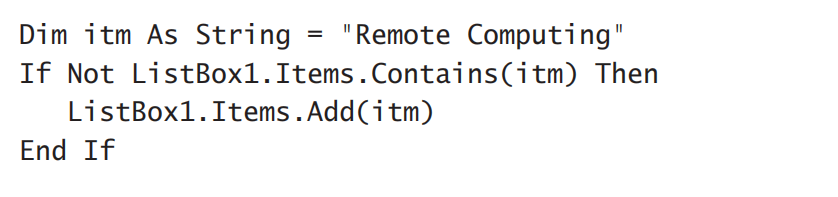 Dim itm As String = "Remote Computing"
If Not ListBox1.Items.Contains(itm) Then
   ListBox1.Items.Add(itm)
End If